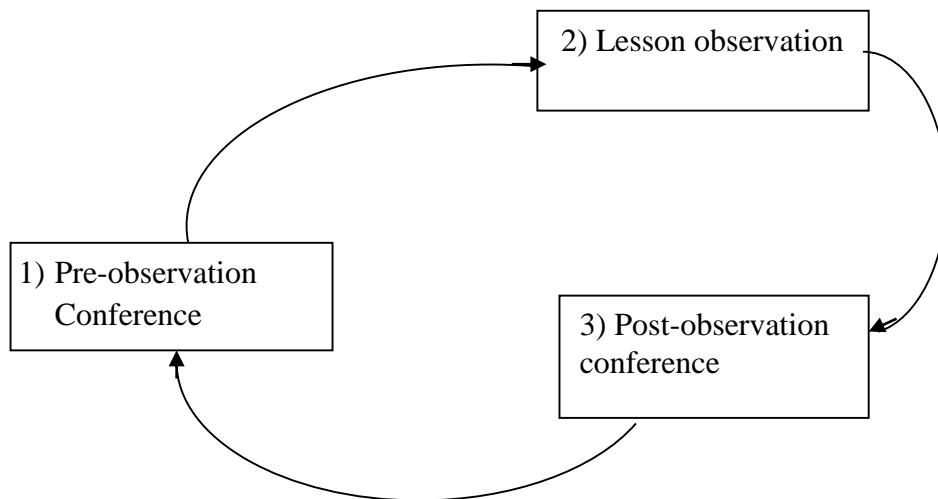 1) Pre-observation
Conference
2) Lesson observation
3) Post-observation
conference